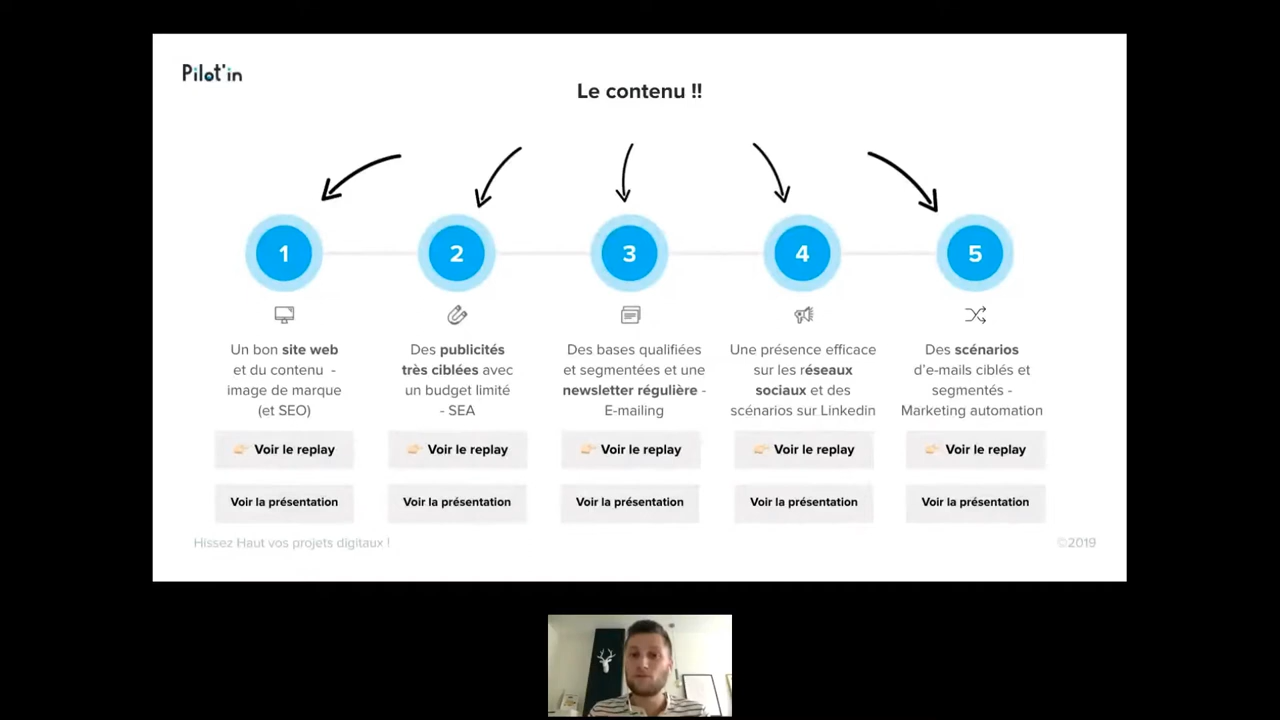 Pilot'in
Le contenu !!
1
2
3
4
5
Un bon site web
et du contenu -
image de marque
(et SEO)
Des publicités
très ciblées avec
un budget limité
- SEA
Des bases qualifiées
et segmentées et une
newsletter régulière -
E-mailing
Une présence efficace
sur les réseaux
sociaux et des
scénarios sur Linkedin
Des scénarios
d'e-mails ciblés et
segmentés -
Marketing automation
👉🏻 Voir le replay
👉🏻 Voir le replay
👉🏻 Voir le replay
👉🏻 Voir le replay
👉🏻 Voir le replay
Voir la présentation
Voir la présentation
Voir la présentation
Voir la présentation
Voir la présentation
Hissez Haut vos projets digitaux !
©2019